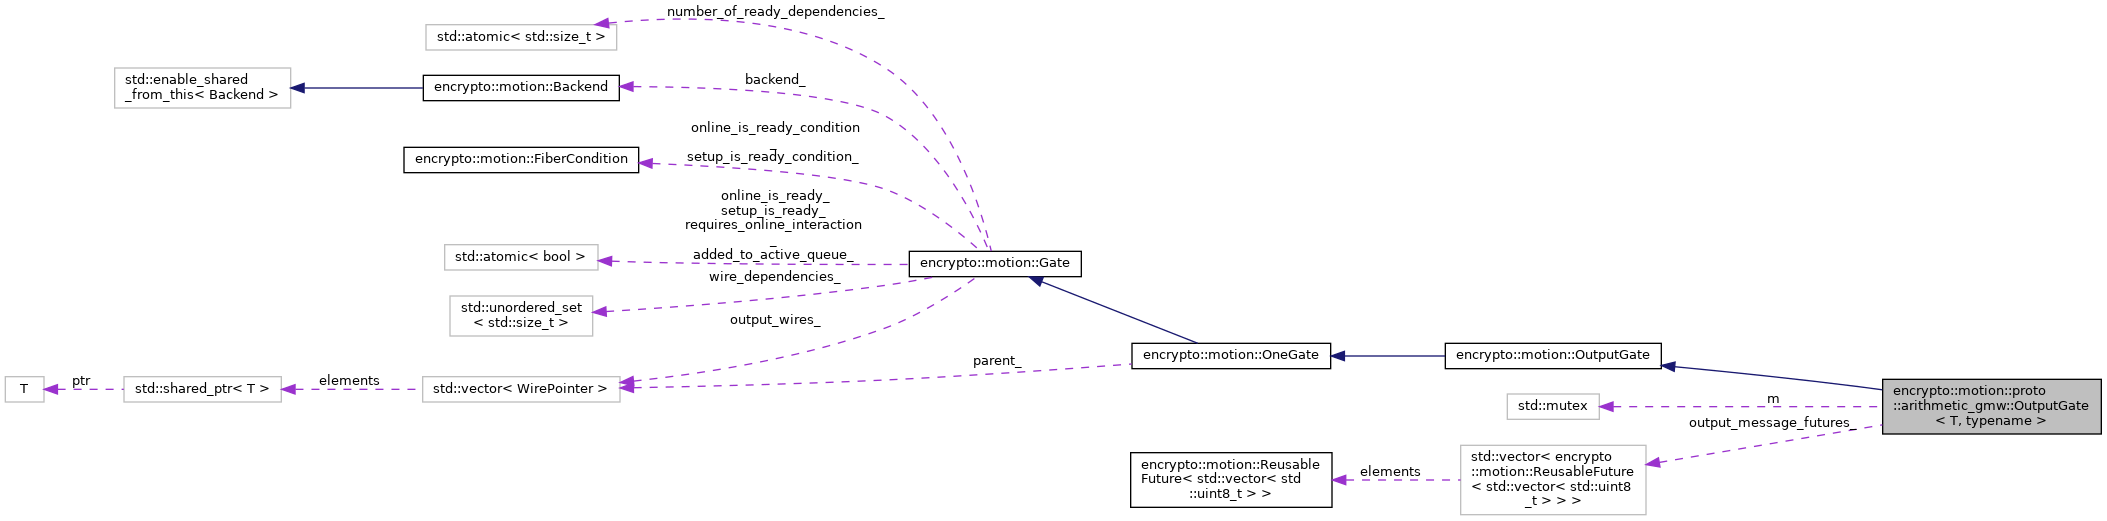 number_of_ready_dependencies_
std::atomic< std::size_t >
std::enable_shared
_from_this< Backend >
encrypto::motion::Backend
backend_
online_is_ready_condition
_
setup_is_ready_condition_
encrypto::motion::FiberCondition
online_is_ready_
setup_is_ready_
requires_online_interaction
_
added_to_active_queue_
std::atomic< bool >
encrypto::motion::Gate
wire_dependencies_
std::unordered_set
< std::size_t >
output_wires_
encrypto::motion::OneGate
encrypto::motion::OutputGate
parent_
T
ptr
std::shared_ptr< T >
elements
std::vector< WirePointer >
encrypto::motion::proto
::arithmetic_gmw::OutputGate
< T, typename >
std::mutex
m
output_message_futures_
encrypto::motion::Reusable
Future< std::vector< std
::uint8_t > >
elements
std::vector< encrypto
::motion::ReusableFuture
< std::vector< std::uint8
_t > > >